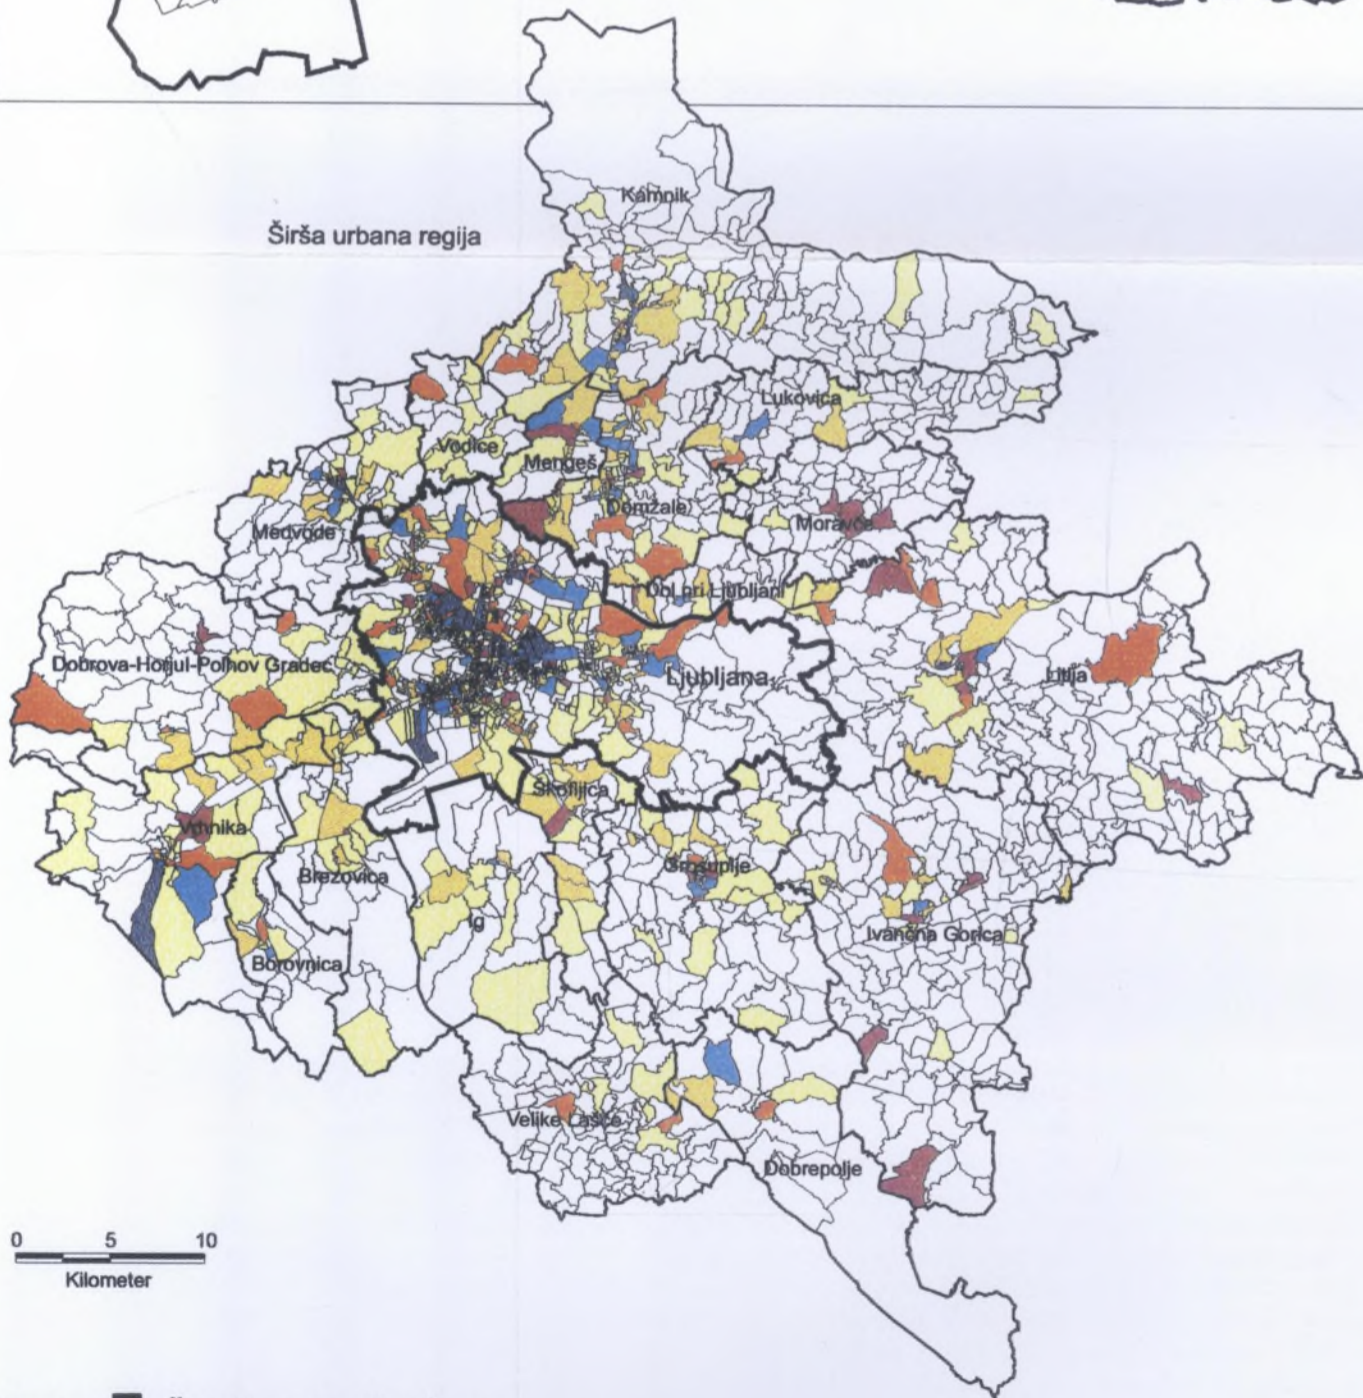 Kamnik
Širša urbana regija
Lukovica
Vodice
Mengeš
Domžale
Moravče
Medvode
Dol pri Ljubljani
Dobrova-Horjul-Polhov Gradec
Ljubljana
Litija
Škofljica
Vrhnika
Grosuplje
Brezovica
Ig
Ivančna Gorica
Borovnica
Velike Lašče
Dobrepolje
0 5 10
Kilometer